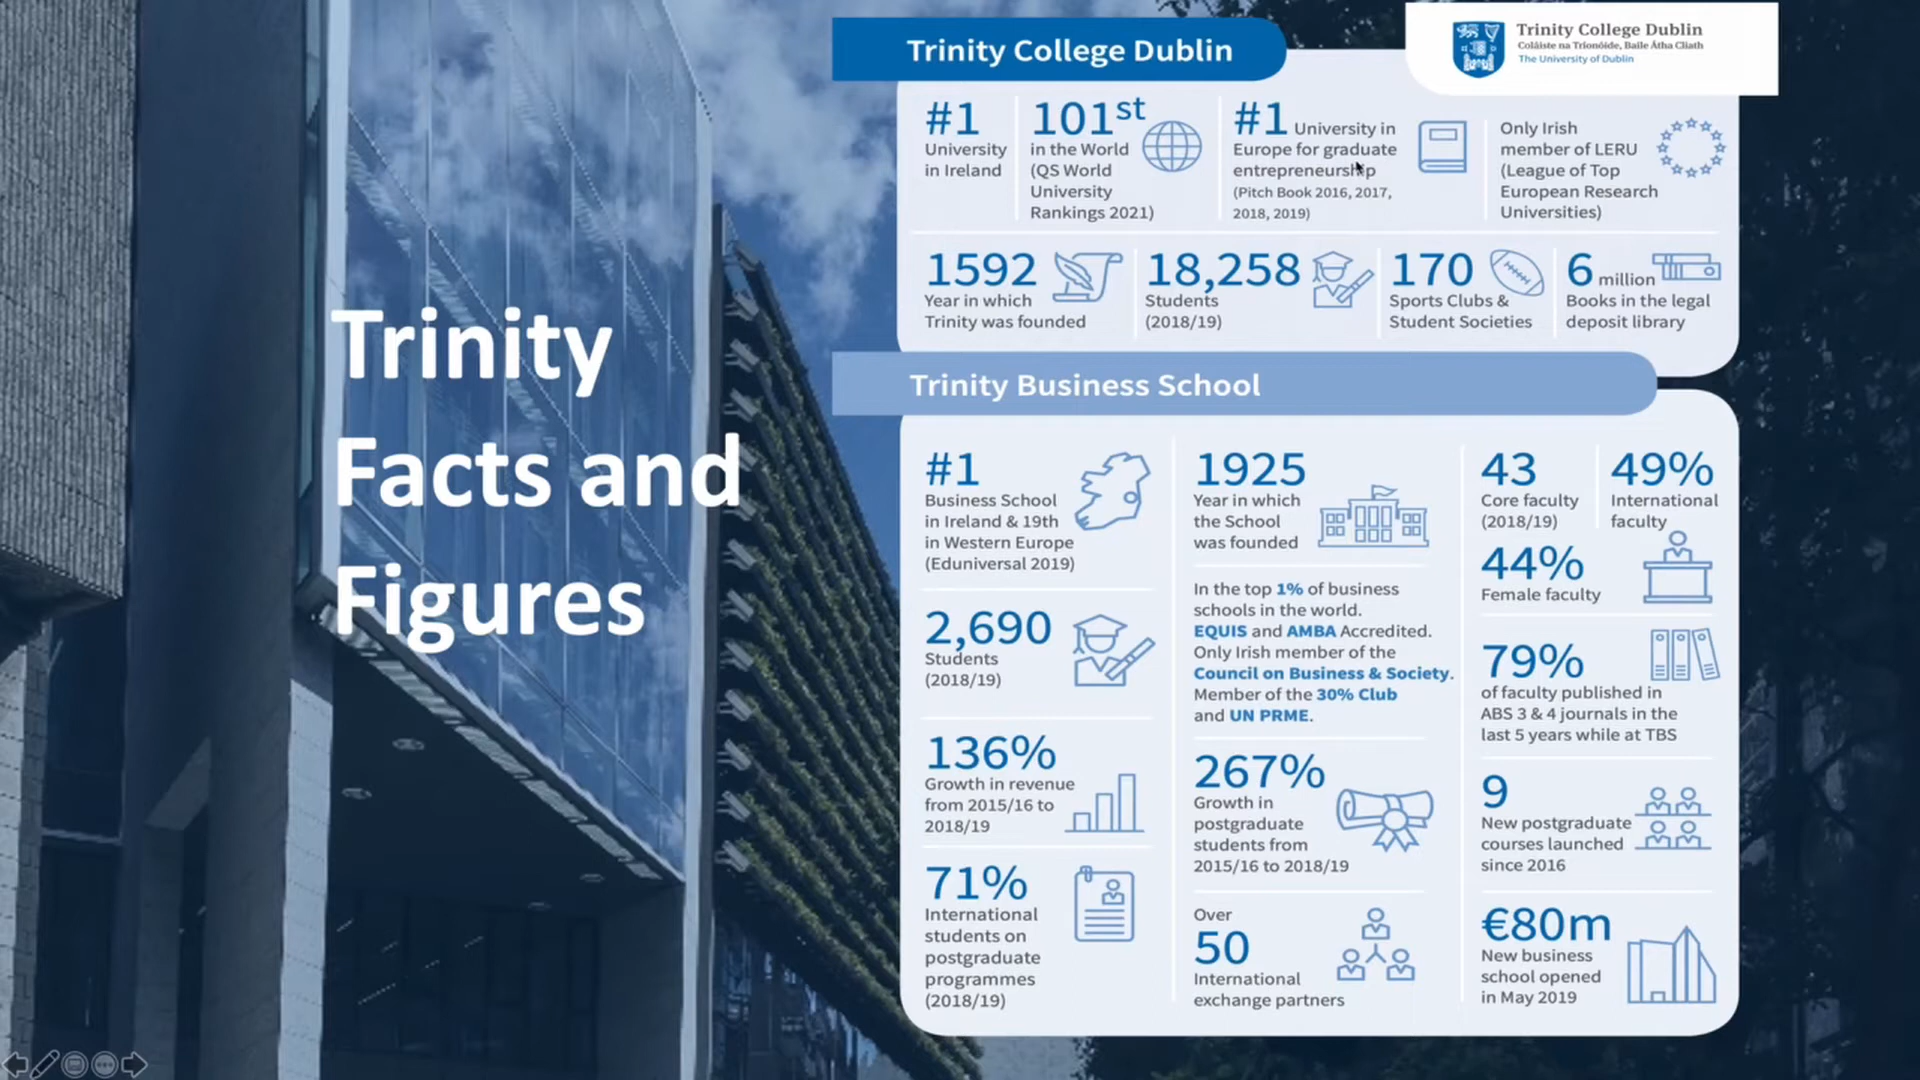 Trinity
Facts and
Figures
Trinity College Dublin
Trinity College Dublin
Coláiste na Tríonóide, Baile Átha Cliath
The University of Dublin
#1
University
in Ireland
101st
in the World
(QS World
University
Rankings 2021)
#1 University in
Europe for graduate
entrepreneurship
(Pitch Book 2016, 2017,
2018, 2019)
Only Irish
member of LERU
(League of Top
European Research
Universities)
1592
Year in which
Trinity was founded
18,258
Students
(2018/19)
170
Sports Clubs &
Student Societies
6 million
Books in the legal
deposit library
Trinity Business School
#1
Business School
in Ireland & 19th
in Western Europe
(Eduniversal 2019)
2,690
Students
(2018/19)
136%
Growth in revenue
from 2015/16 to
2018/19
71%
International
students on
postgraduate
programmes
(2018/19)
1925
Year in which
the School
was founded
In the top 1% of business
schools in the world.
EQUIS and AMBA Accredited.
Only Irish member of the
Council on Business & Society.
Member of the 30% Club
and UN PRME.
267%
Growth in
postgraduate
students from
2015/16 to 2018/19
Over
50
International
exchange partners
43
Core faculty
(2018/19)
49%
International
faculty
44%
Female faculty
79%
of faculty published in
ABS 3 & 4 journals in the
last 5 years while at TBS
9
New postgraduate
courses launched
since 2016
€80m
New business
school opened
in May 2019